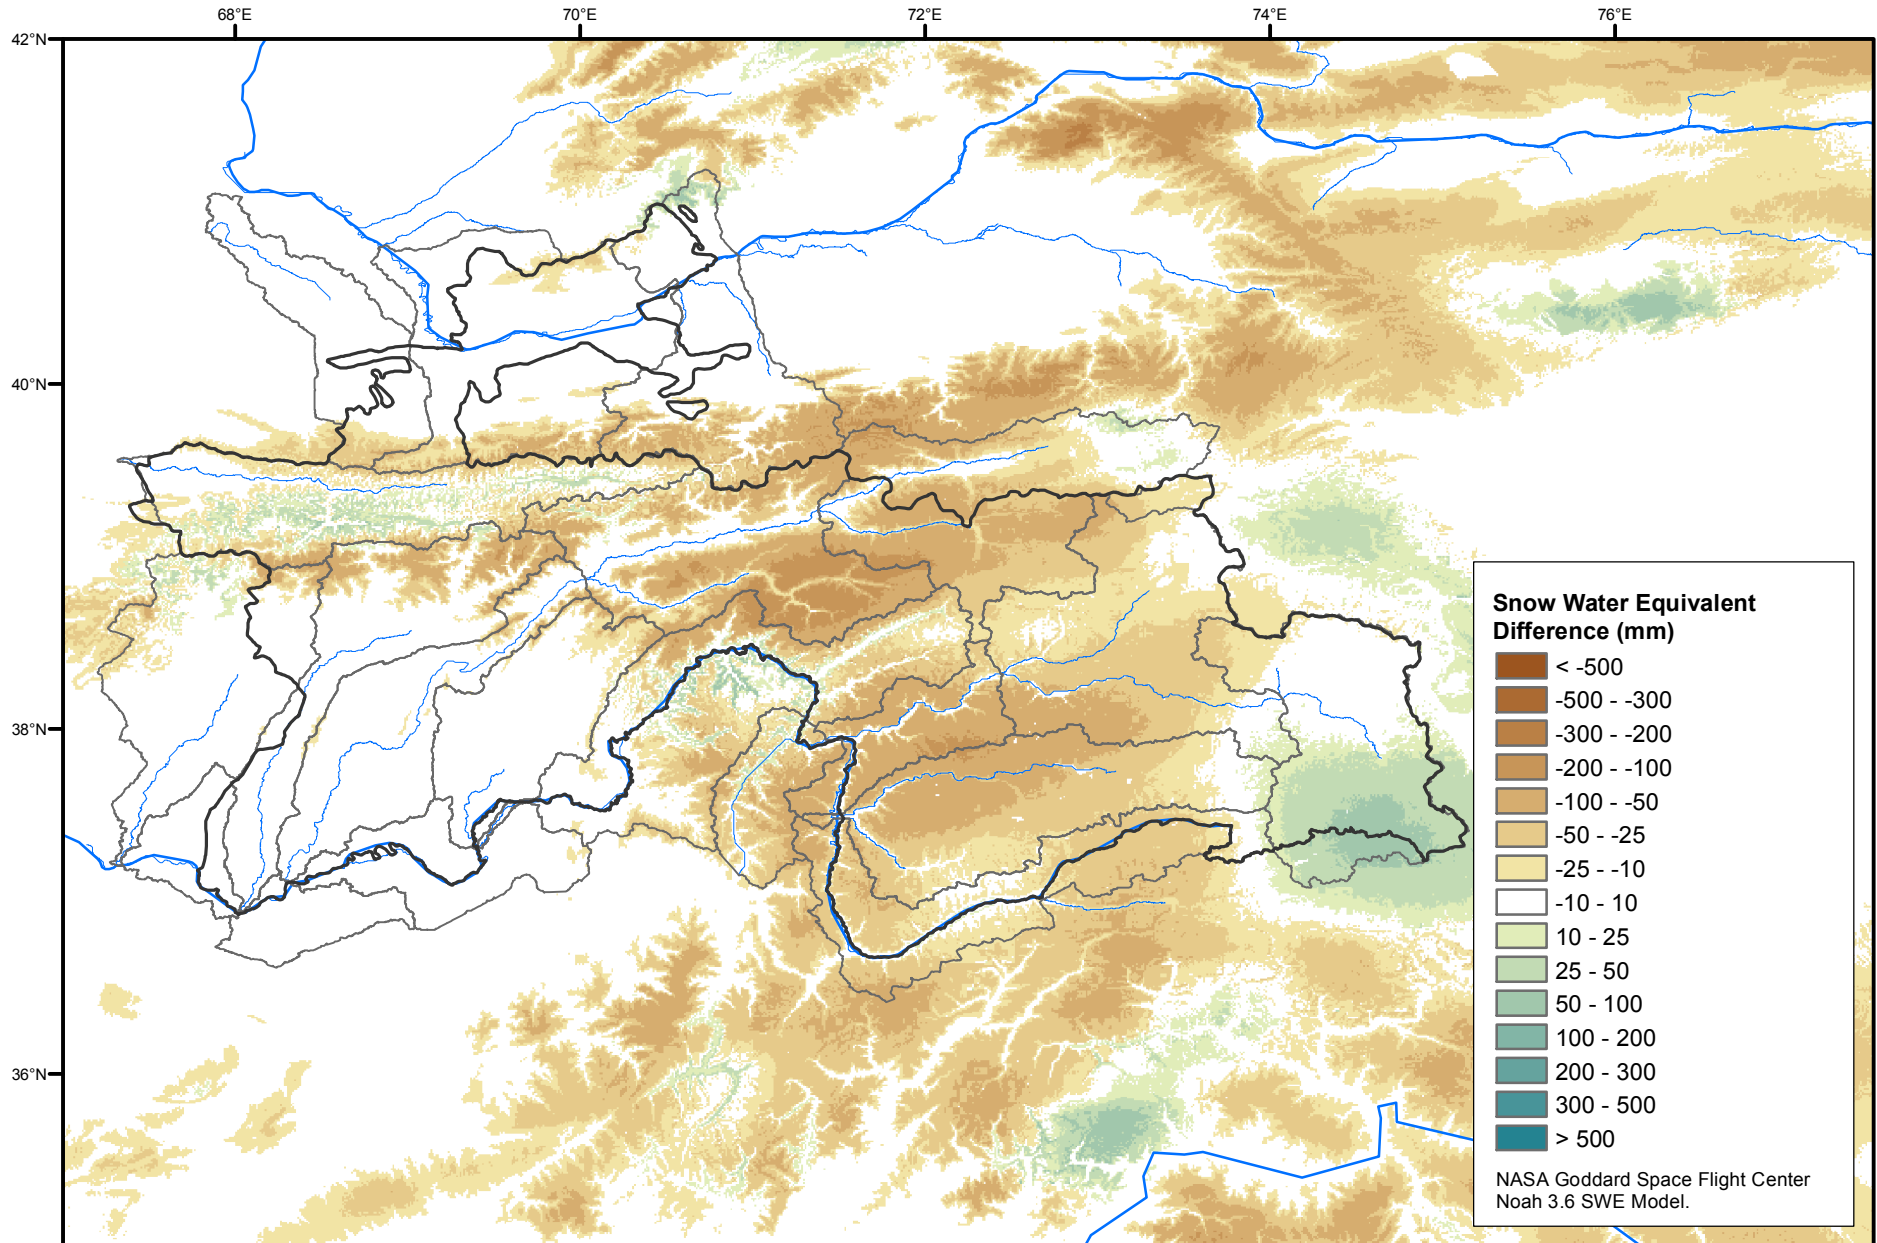 68°E
70°E
72°E
74°E
76°E
42°N
40°N
38°N
36°N
Snow Water Equivalent
Difference (mm)
< -500
-500 - -300
-300 - -200
-200 - -100
-100 - -50
-50 - -25
-25 - -10
-10 - 10
10 - 25
25 - 50
50 - 100
100 - 200
200 - 300
300 - 500
> 500
NASA Goddard Space Flight Center
Noah 3.6 SWE Model.